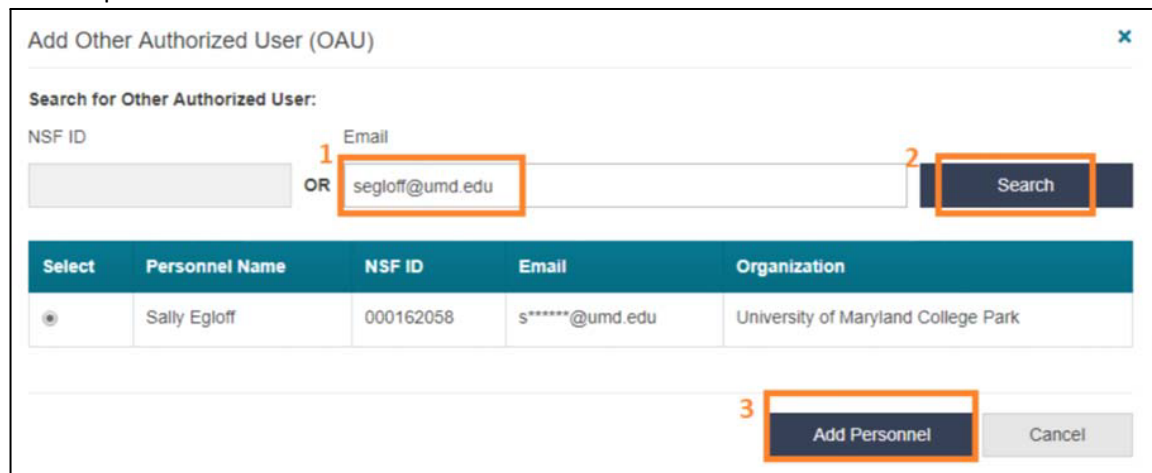 Add Other Authorized User (OAU) ×
Search for Other Authorized User:
NSF ID Email
1 2
OR segloff@umd.edu Search
Select Personnel Name NSF ID Email Organization
Sally Egloff 000162058 s******@umd.edu University of Maryland College Park
3
Add Personnel Cancel